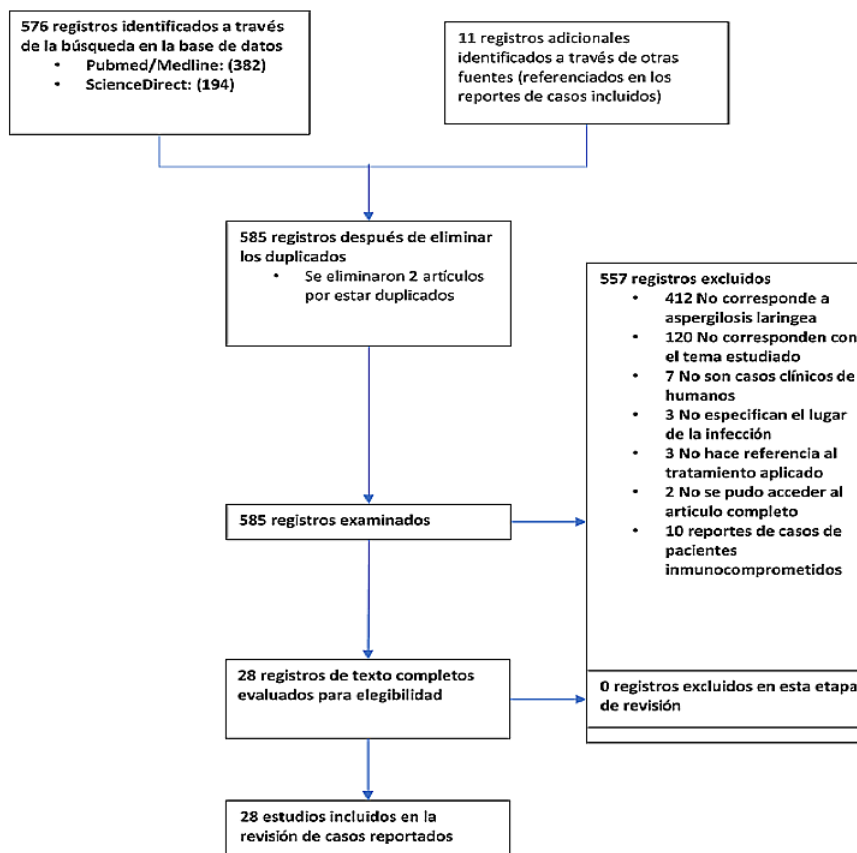 576 registros identificados a través
de la búsqueda en la base de datos
• Pubmed/Medline: (382)
• ScienceDirect: (194)
11 registros adicionales
identificados a través de otras
fuentes (referenciados en los
reportes de casos incluidos)
585 registros después de eliminar
los duplicados
• Se eliminaron 2 artículos
por estar duplicados
557 registros excluidos
• 412 No corresponde a
aspergilosis laringea
• 120 No corresponden con
el tema estudiado
• 7 No son casos clínicos de
humanos
• 3 No especifican el lugar
de la infección
• 3 No hace referencia al
tratamiento aplicado
• 2 No se pudo acceder al
articulo completo
• 10 reportes de casos de
pacientes
inmunocomprometidos
585 registros examinados
28 registros de texto completos
evaluados para elegibilidad
0 registros excluidos en esta etapa
de revisión
28 estudios incluidos en la
revisión de casos reportados